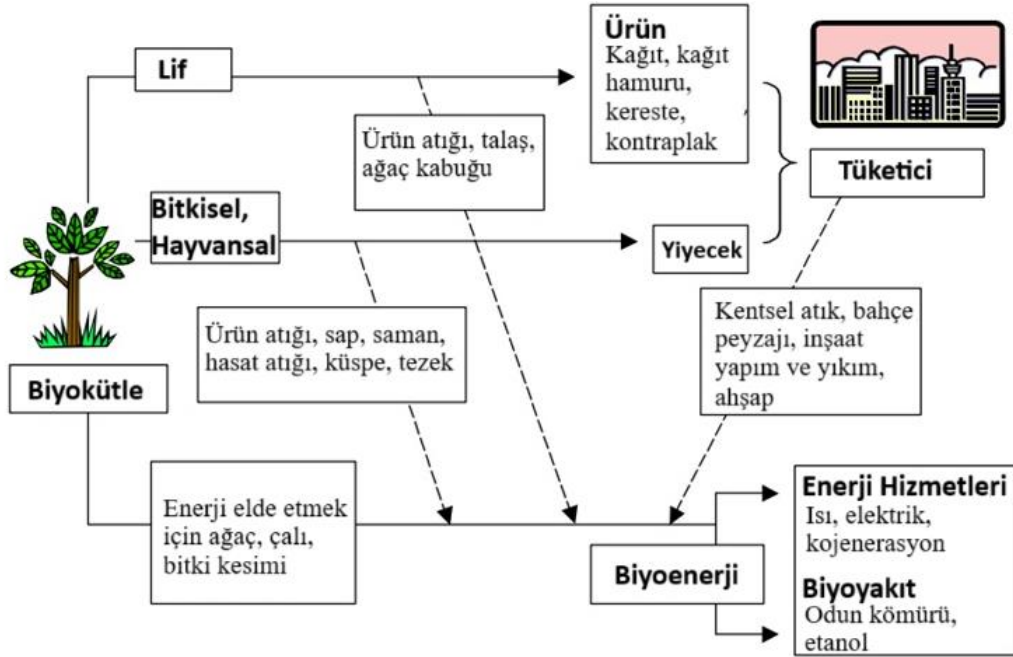 Lif
Ürün
Kağıt, kağıt
hamuru,
kereste,
kontraplak
Ürün atığı, talaş,
ağaç kabuğu
Tüketici
Bitkisel,
Hayvansal
Yiyecek
Ürün atığı, sap, saman,
hasat atığı, küspe, tezek
Kentsel atık, bahçe
peyzajı, inşaat
yapım ve yıkım,
ahşap
Biyokütle
Enerji elde etmek
için ağaç, çalı,
bitki kesimi
Biyoenerji
Enerji Hizmetleri
Isı, elektrik,
kojenerasyon
Biyoyakıt
Odun kömürü,
etanol